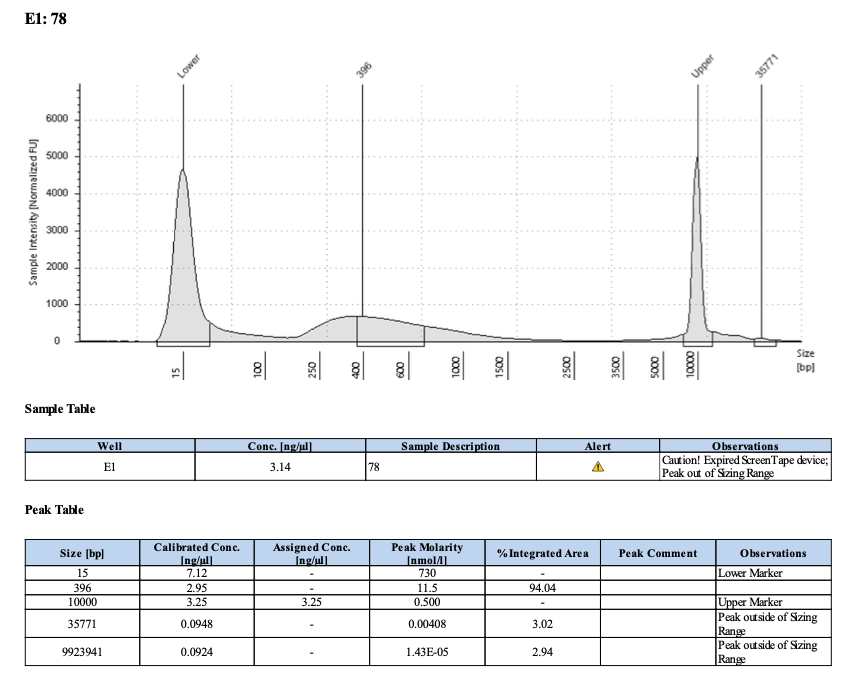 E1: 78
Lower
396
Upper
35771
Sample Intensity [Normalized FU]
6000
5000
4000
3000
2000
1000
0
15
100
250
400
600
1000
1500
2500
3500
5000
10000
Size
[bp]
Sample Table
Well Conc. [ng/µl] Sample Description Alert Observations
E1 3.14 78 Caution! Expired ScreenTape device;
Peak out of Sizing Range
Peak Table
Size [bp] Calibrated Conc. [ng/µl] Assigned Conc. [ng/µl] Peak Molarity [nmol/l] % Integrated Area Peak Comment Observations
15 7.12 - 730 - Lower Marker
396 2.95 - 11.5 94.04
10000 3.25 3.25 0.500 - Upper Marker
35771 0.0948 - 0.00408 3.02 Peak outside of Sizing
Range
9923941 0.0924 - 1.43E-05 2.94 Peak outside of Sizing
Range